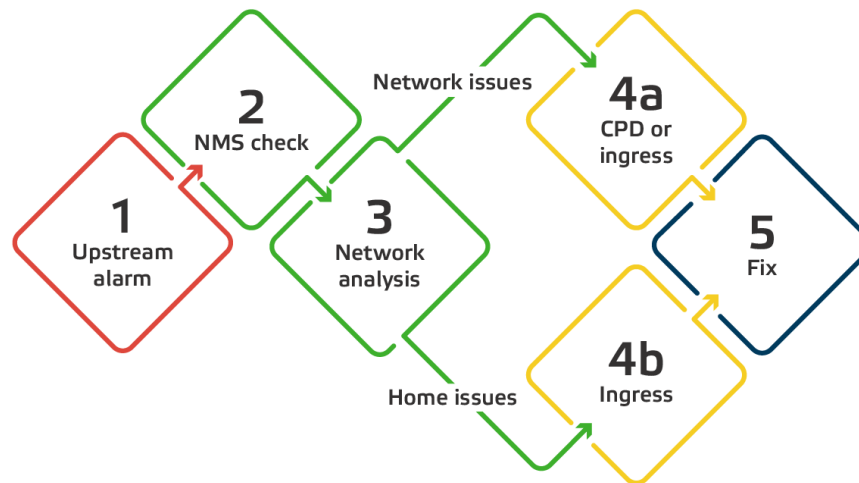 1
Upstream
alarm
2
NMS check
3
Network
analysis
Network issues
4a
CPD or
ingress
Home issues
4b
Ingress
5
Fix